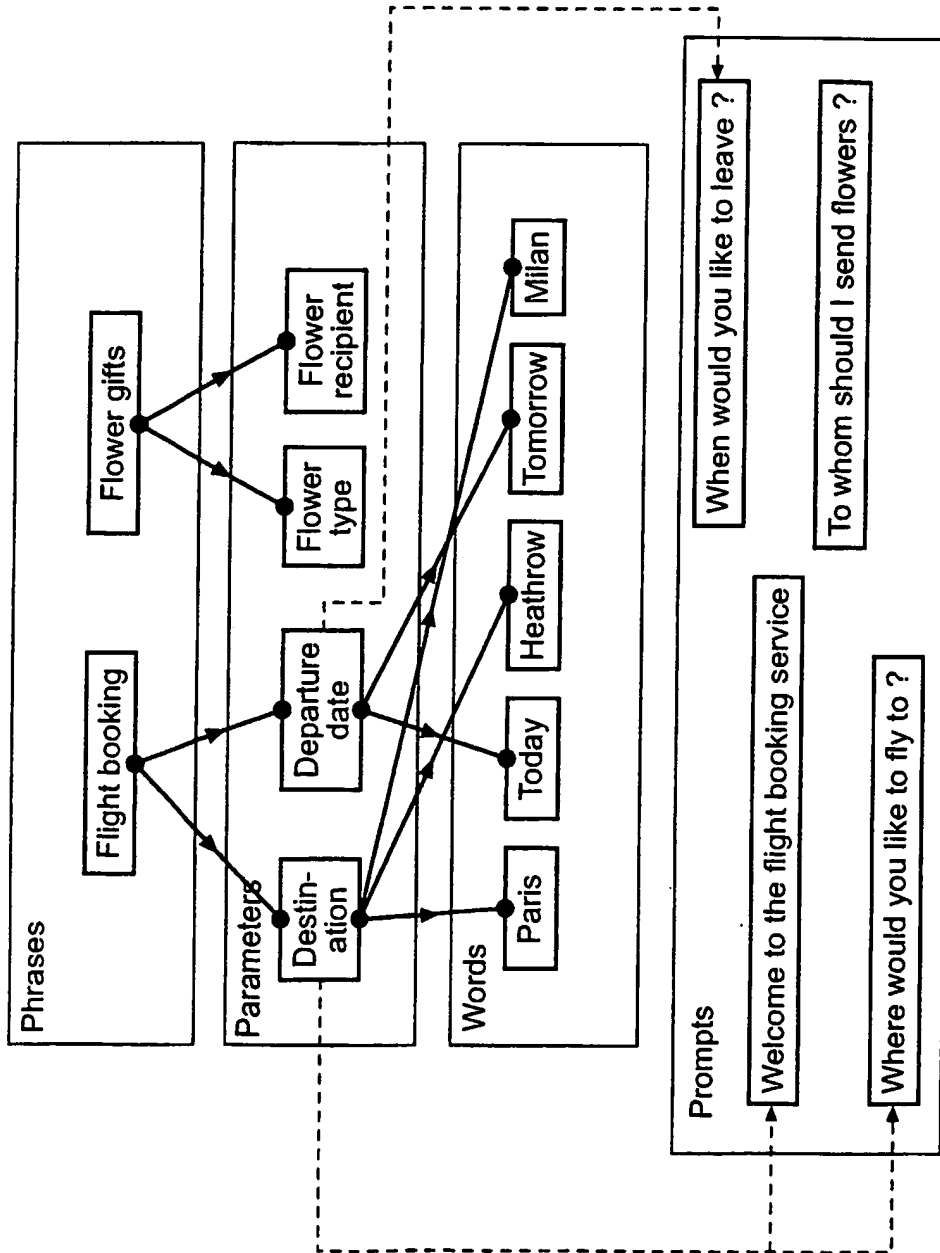 Phrases
Flight booking
Flower gifts
Parameters
Destin-
ation
Departure
date
Flower
type
Flower
recipient
Words
Paris
Today
Heathrow
Tomorrow
Milan
Prompts
Welcome to the flight booking service
When would you like to leave ?
Where would you like to fly to ?
To whom should I send flowers ?